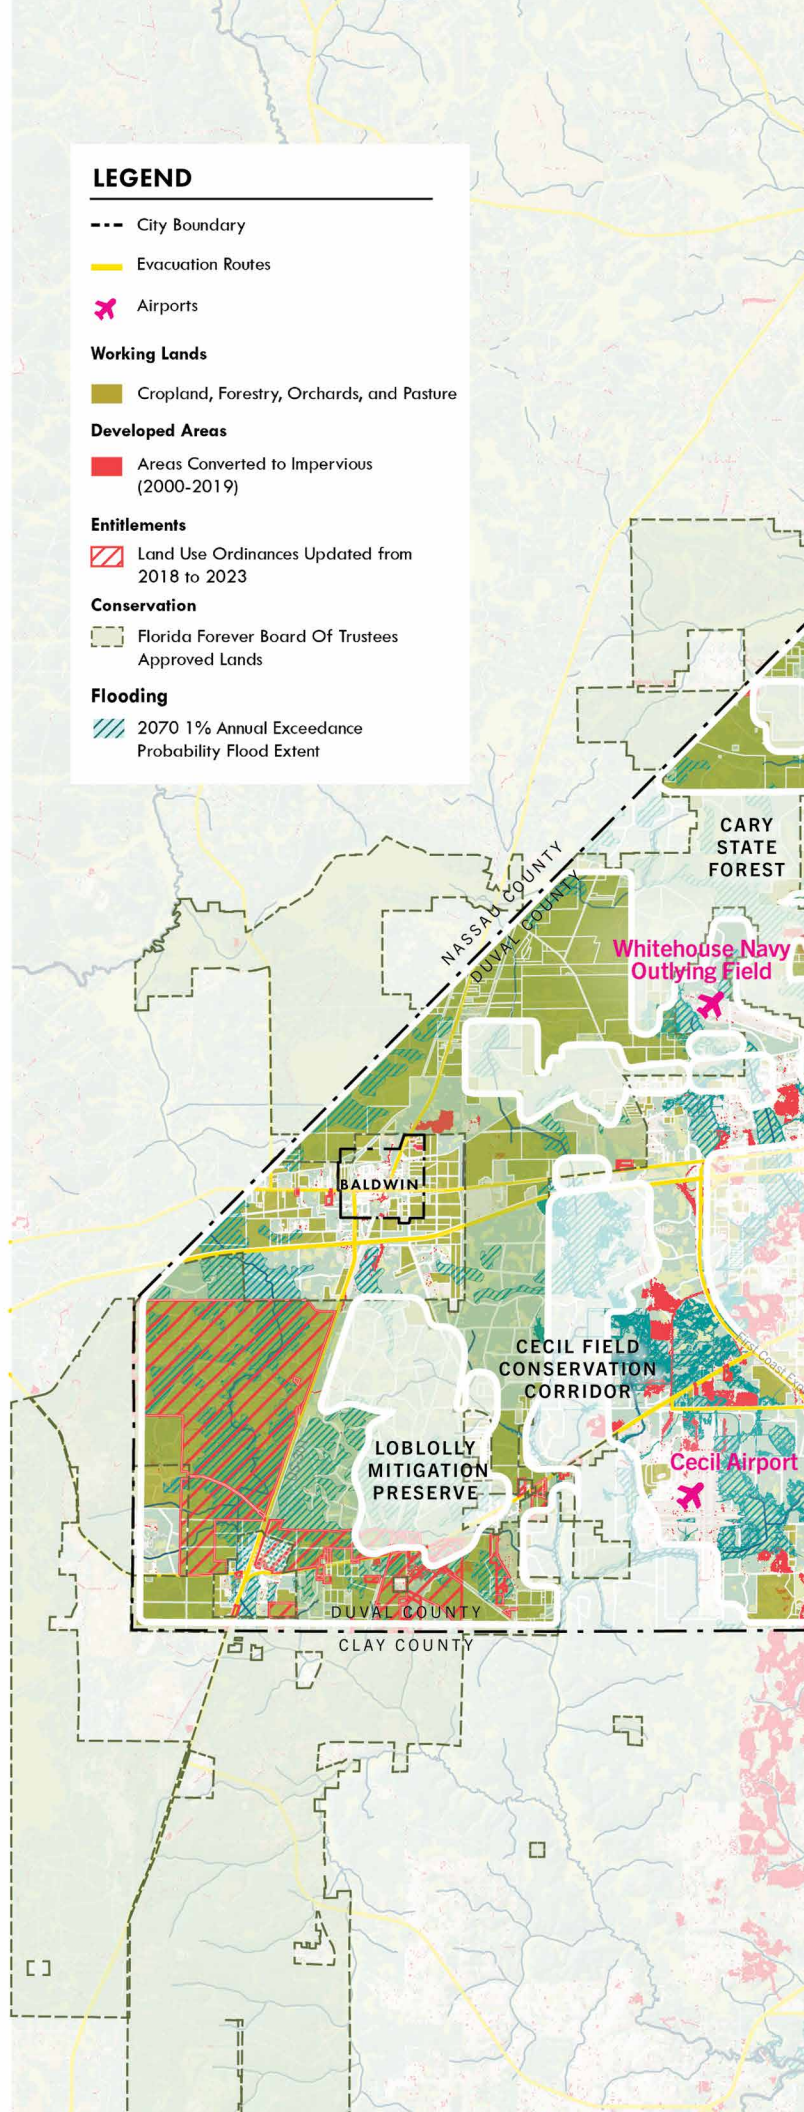 LEGEND
City Boundary
Evacuation Routes
Airports
Working Lands
Cropland, Forestry, Orchards, and Pasture
Developed Areas
Areas Converted to Impervious
(2000-2019)
Entitlements
Land Use Ordinances Updated from
2018 to 2023
Conservation
Florida Forever Board Of Trustees
Approved Lands
Flooding
2070 1% Annual Exceedance
Probability Flood Extent
CARY
STATE
FOREST
NASSAU COUNTY
DUVAL COUNTY
Whitehouse Navy
Outlying Field
BALDWIN
First Coast
CECIL FIELD
CONSERVATION
CORRIDOR
LOBLOLLY
MITIGATION
PRESERVE
Cecil Airport
DUVAL COUNTY
CLAY COUNTY